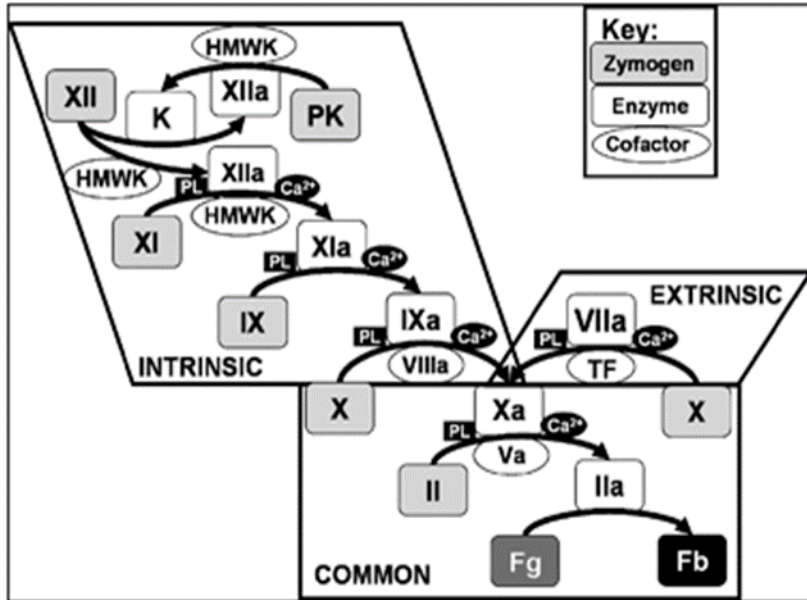 Key:
Zymogen
Enzyme
Cofactor
HMWK
XII
K
XIIa
PK
HMWK
XIIa
PL
Ca2+
HMWK
XI
XIa
PL
Ca2+
IX
IXa
PL
Ca2+
VIIIa
INTRINSIC
EXTRINSIC
VIIa
PL
Ca2+
TF
X
Xa
X
PL
Ca2+
Va
II
IIa
Fg
Fb
COMMON